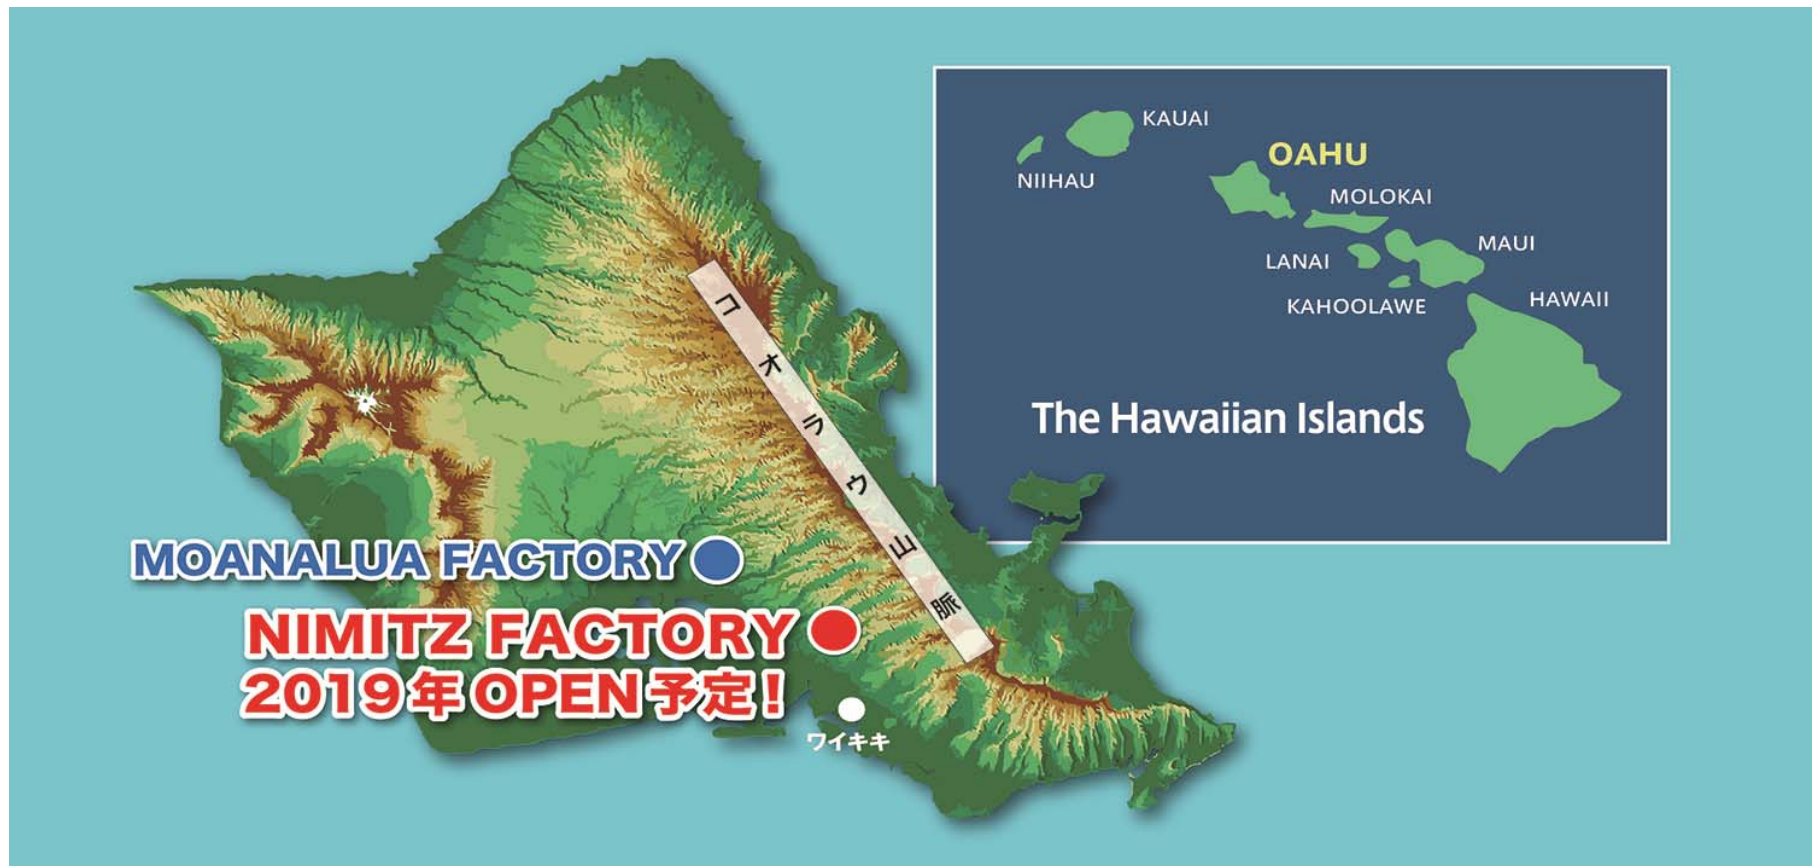 コオラウ山脈
MOANALUA FACTORY
NIMITZ FACTORY
2019年OPEN予定!
ワイキキ
KAUAI
NIIHAU
OAHU
MOLOKAI
LANAI
MAUI
KAHOOLAWE
HAWAII
The Hawaiian Islands